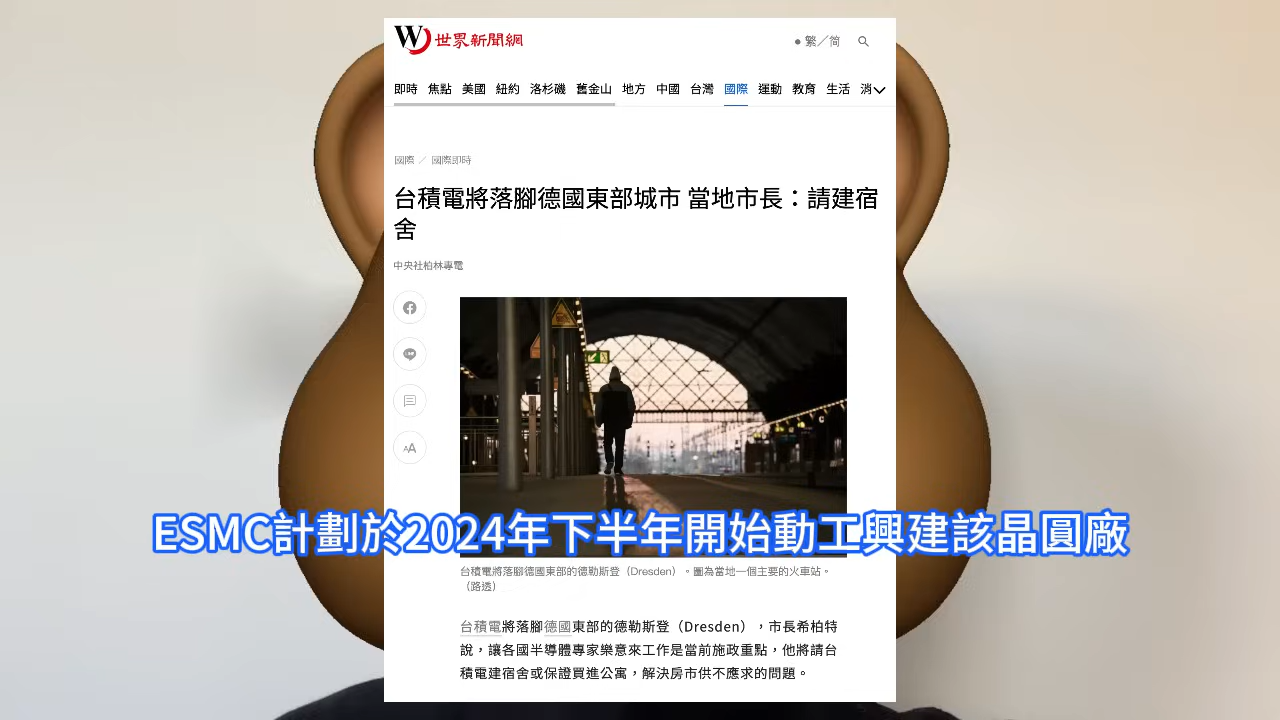 W世界新聞網
繁／简
即時 焦點 美國 紐約 洛杉磯 舊金山 地方 中國 台灣 國際 運動 教育 生活 消
國際 ／ 國際即時
台積電將落腳德國東部城市 當地市長：請建宿
舍
中央社柏林專電
AA
ESMC計劃於2024年下半年開始動工興建該晶圓廠
台積電將落腳德國東部的德勒斯登（Dresden）。圖為當地一個主要的火車站。
（路透）
台積電將落腳德國東部的德勒斯登（Dresden），市長希柏特
說，讓各國半導體專家樂意來工作是當前施政重點，他將請台
積電建宿舍或保證買進公寓，解決房市供不應求的問題。